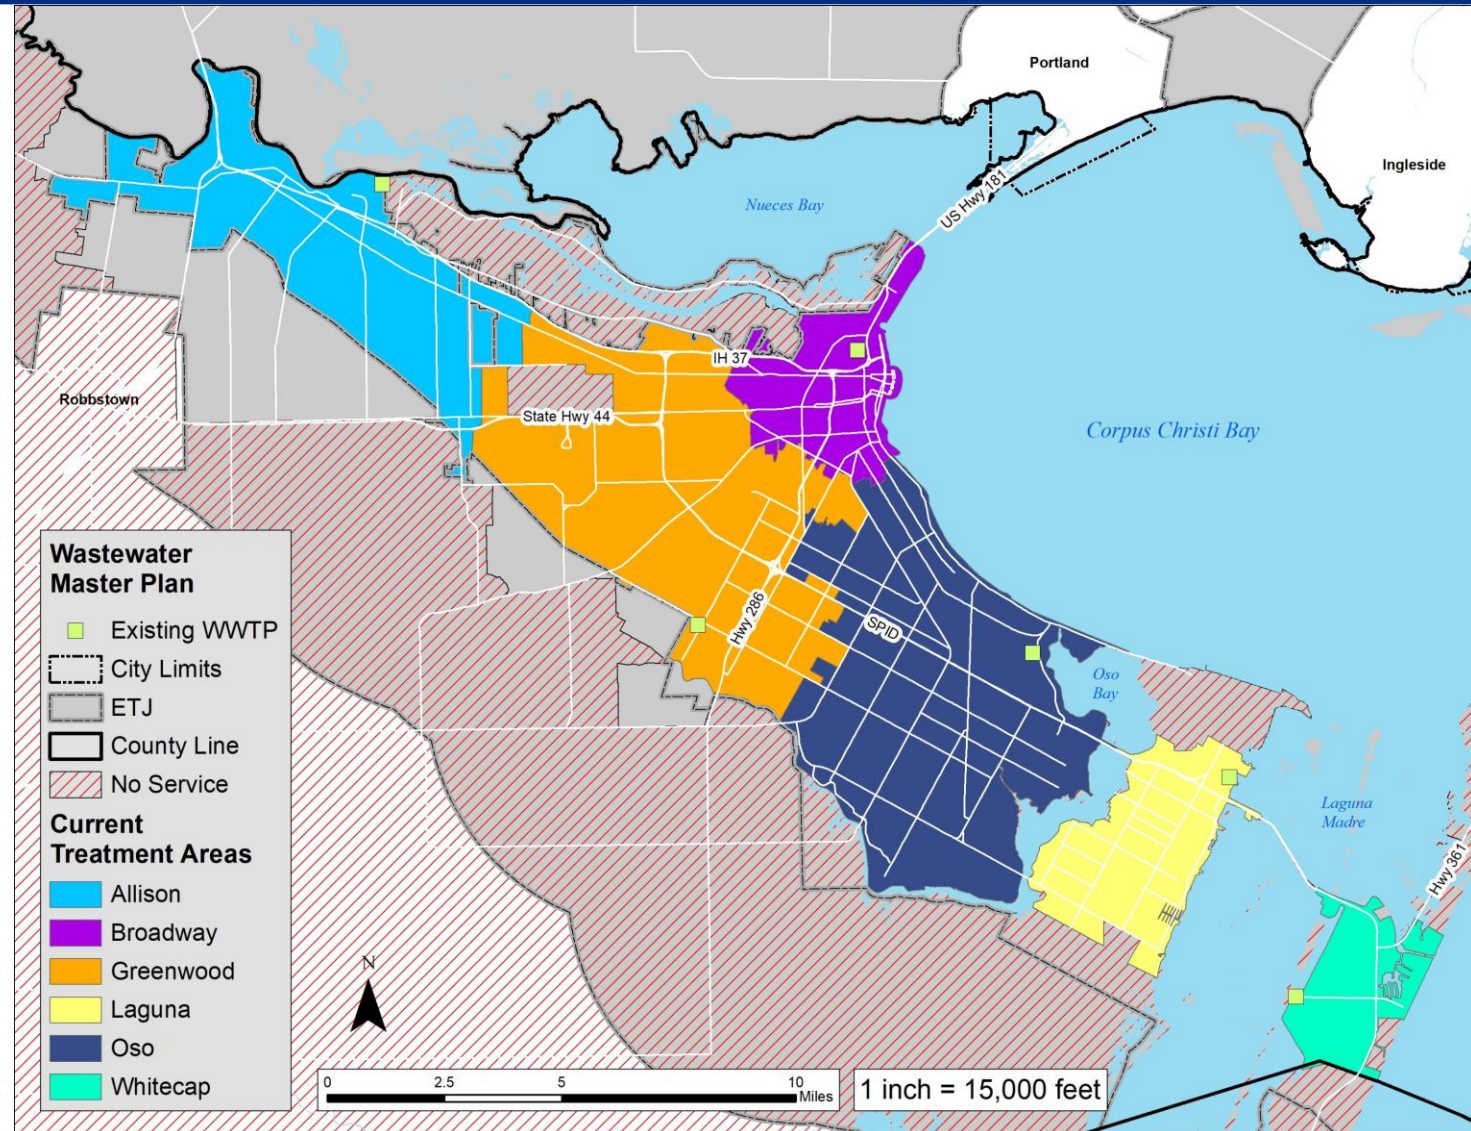 Portland
Ingleside
US Hwy 181
Nueces Bay
IH 37
Robbstown
State Hwy 44
Corpus Christi Bay
Hwy 286
SPID
Oso
Bay
Laguna
Madre
Hwy 361
Wastewater
Master Plan
Existing WWTP
City Limits
ETJ
County Line
No Service
Current
Treatment Areas
Allison
Broadway
Greenwood
Laguna
Oso
Whitecap
N
0 2.5 5 10
Miles
1 inch = 15,000 feet